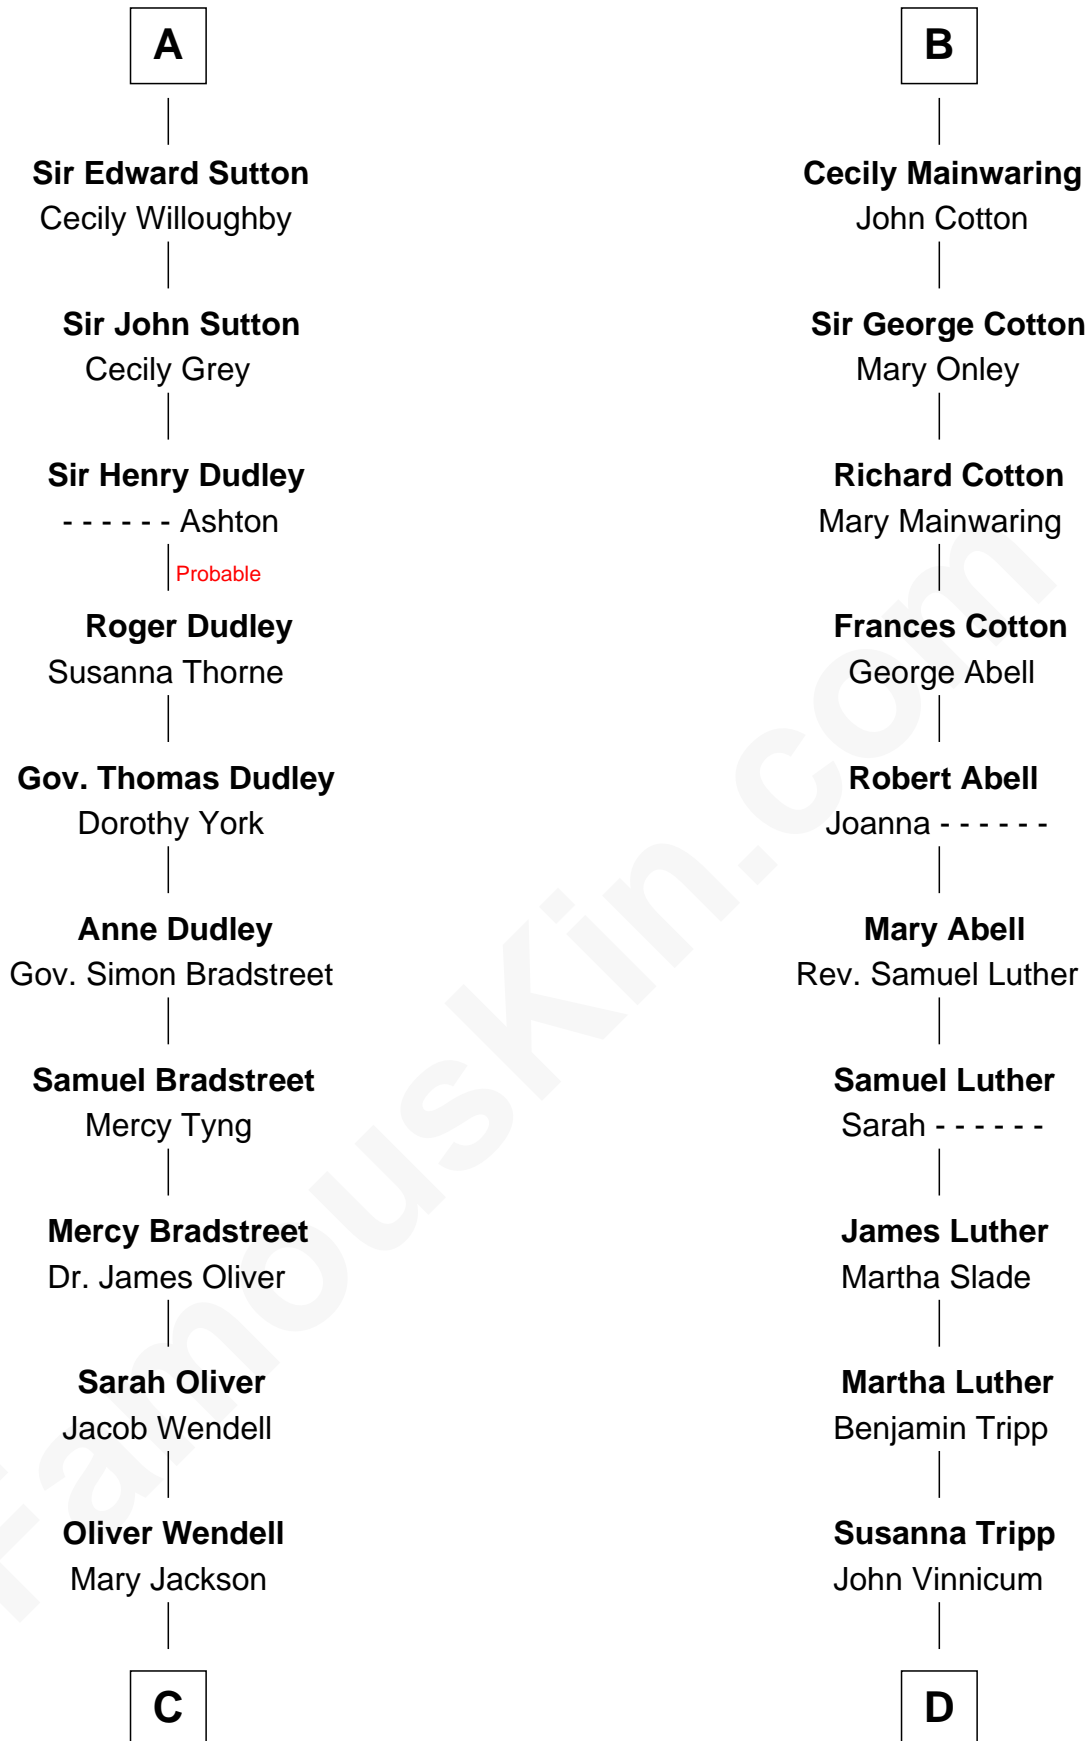 A
Sir Edward Sutton
Cecily Willoughby
Sir John Sutton
Cecily Grey
Sir Henry Dudley
- - - - - - Ashton
Probable
Roger Dudley
Susanna Thorne
Gov. Thomas Dudley
Dorothy York
Anne Dudley
Gov. Simon Bradstreet
Samuel Bradstreet
Mercy Tyng
Mercy Bradstreet
Dr. James Oliver
Sarah Oliver
Jacob Wendell
Oliver Wendell
Mary Jackson
C
B
Cecily Mainwaring
John Cotton
Sir George Cotton
Mary Onley
Richard Cotton
Mary Mainwaring
Frances Cotton
George Abell
Robert Abell
Joanna - - - - - -
Mary Abell
Rev. Samuel Luther
Samuel Luther
Sarah - - - - - -
James Luther
Martha Slade
Martha Luther
Benjamin Tripp
Susanna Tripp
John Vinnicum
D
FamousKin.com